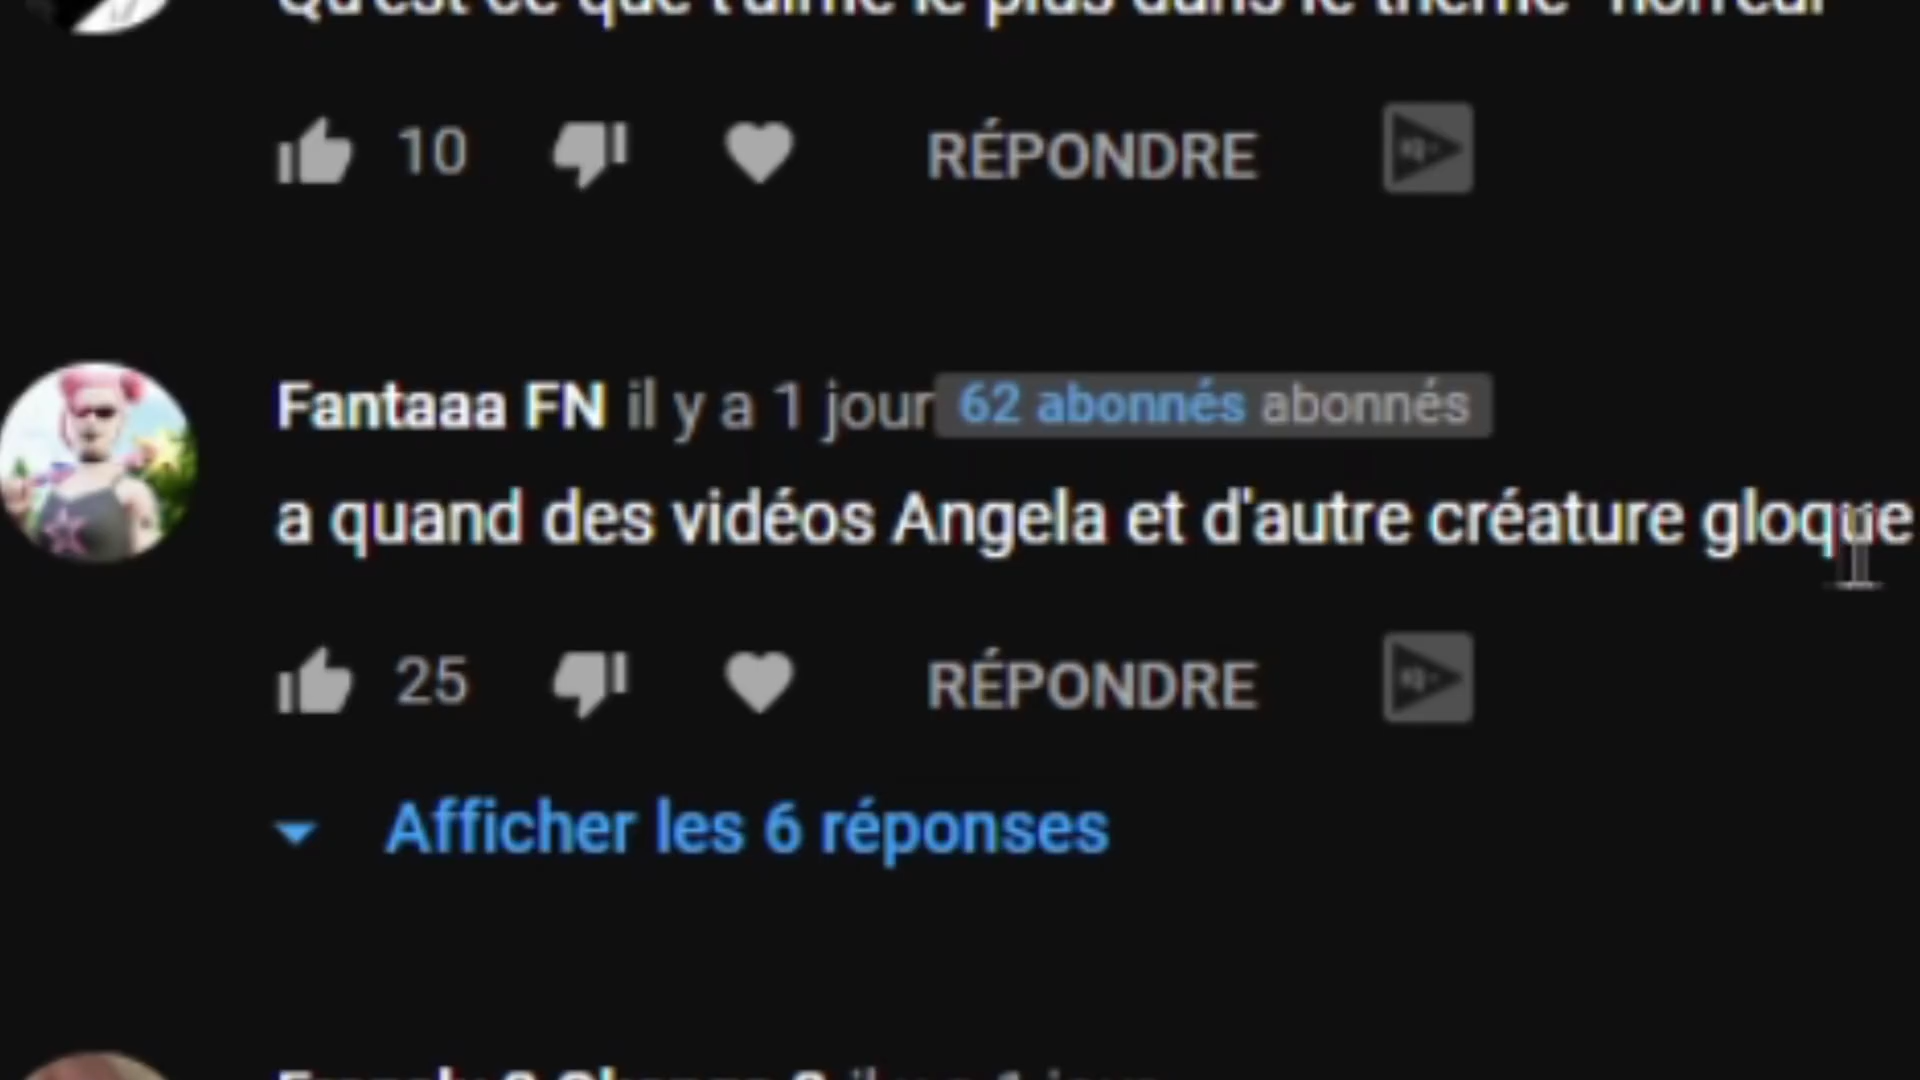 Qu'est ce que t'aime le plus dans le thème "horreur"
10 RÉPONDRE
Fantaaa FN il y a 1 jour 62 abonnés abonnés
a quand des vidéos Angela et d'autre créature gloque
25 RÉPONDRE
Afficher les 6 réponses